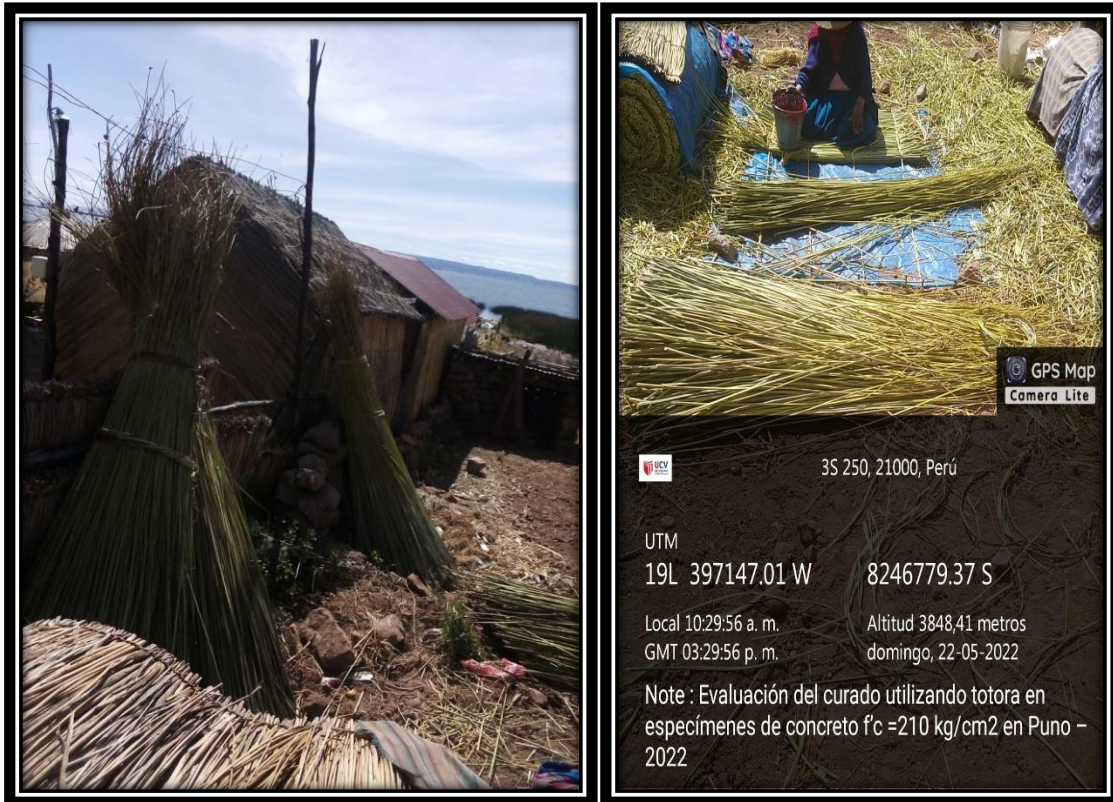 GPS Map
Camera Lite
UCV
3S 250, 21000, Perú
UTM
19L 397147.01 W 8246779.37 S
Local 10:29:56 a. m. Altitud 3848,41 metros
GMT 03:29:56 p. m. domingo, 22-05-2022
Note : Evaluación del curado utilizando totora en
especímenes de concreto f'c =210 kg/cm2 en Puno –
2022